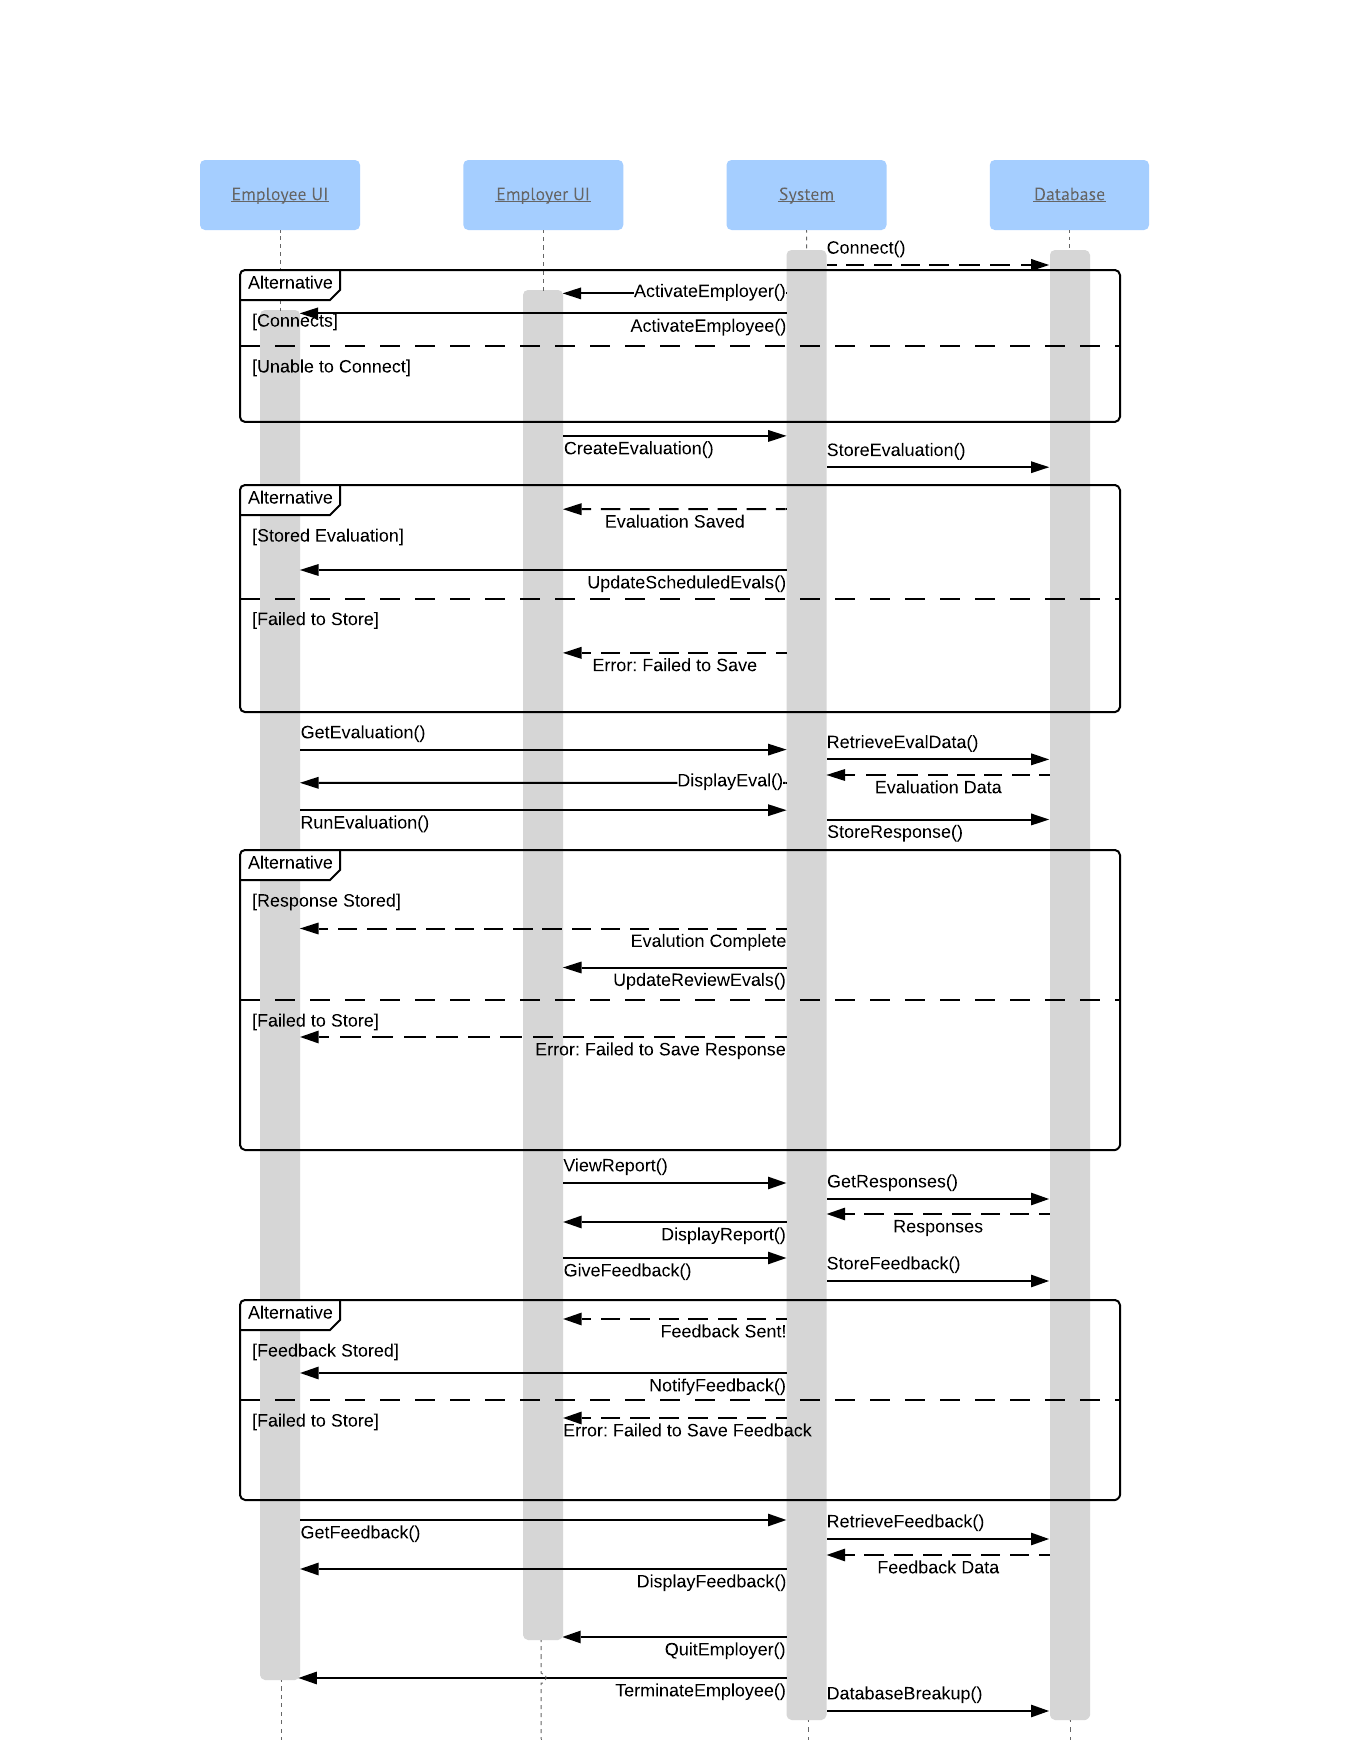 Employee UI
Employer UI
System
Database
Connect()
Alternative
ActivateEmployer()
[Connects]
ActivateEmployee()
[Unable to Connect]
CreateEvaluation()
StoreEvaluation()
Alternative
Evaluation Saved
[Stored Evaluation]
UpdateScheduledEvals()
[Failed to Store]
Error: Failed to Save
GetEvaluation()
RetrieveEvalData()
DisplayEval()
Evaluation Data
RunEvaluation()
StoreResponse()
Alternative
[Response Stored]
Evalution Complete
UpdateReviewEvals()
[Failed to Store]
Error: Failed to Save Response
ViewReport()
GetResponses()
Responses
DisplayReport()
GiveFeedback()
StoreFeedback()
Alternative
Feedback Sent!
[Feedback Stored]
NotifyFeedback()
[Failed to Store]
Error: Failed to Save Feedback
GetFeedback()
RetrieveFeedback()
Feedback Data
DisplayFeedback()
QuitEmployer()
TerminateEmployee()
DatabaseBreakup()